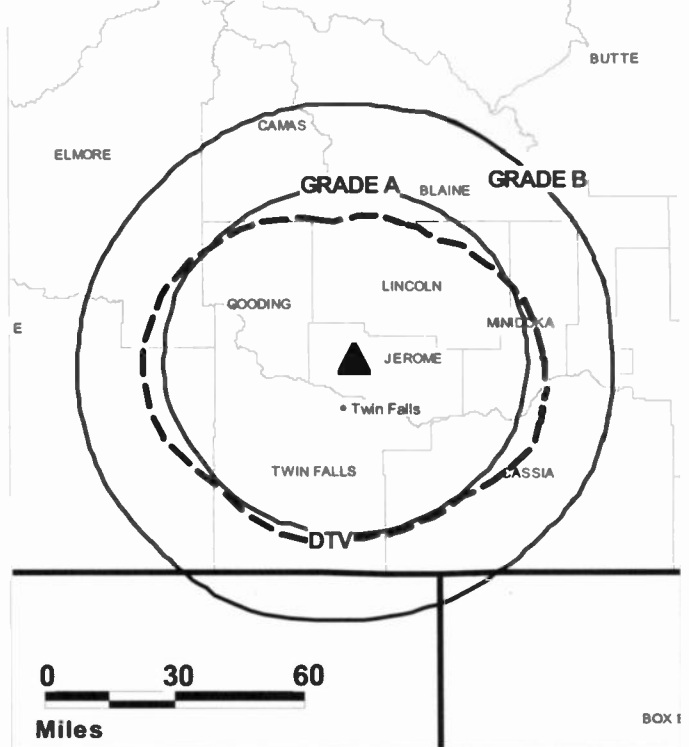 BUTTE
CAMAS
ELMORE
GRADE A
BLAINE
GRADE B
LINCOLN
GOODING
E
MINIDOKA
JEROME
Twin Falls
TWIN FALLS
CASSIA
DTV
0 30 60
Miles
BOX E